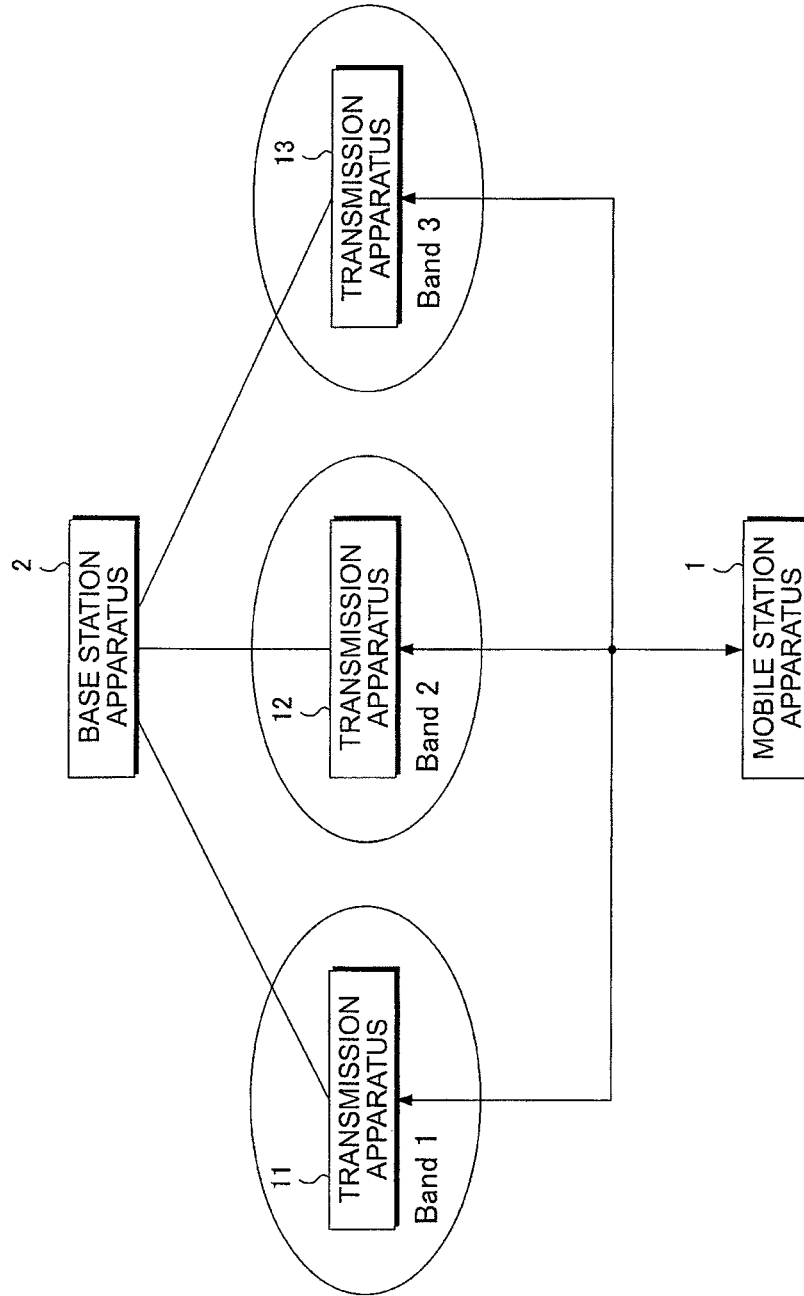 2
BASE STATION
APPARATUS
11
TRANSMISSION
APPARATUS
Band 1
12
TRANSMISSION
APPARATUS
Band 2
13
TRANSMISSION
APPARATUS
Band 3
1
MOBILE STATION
APPARATUS